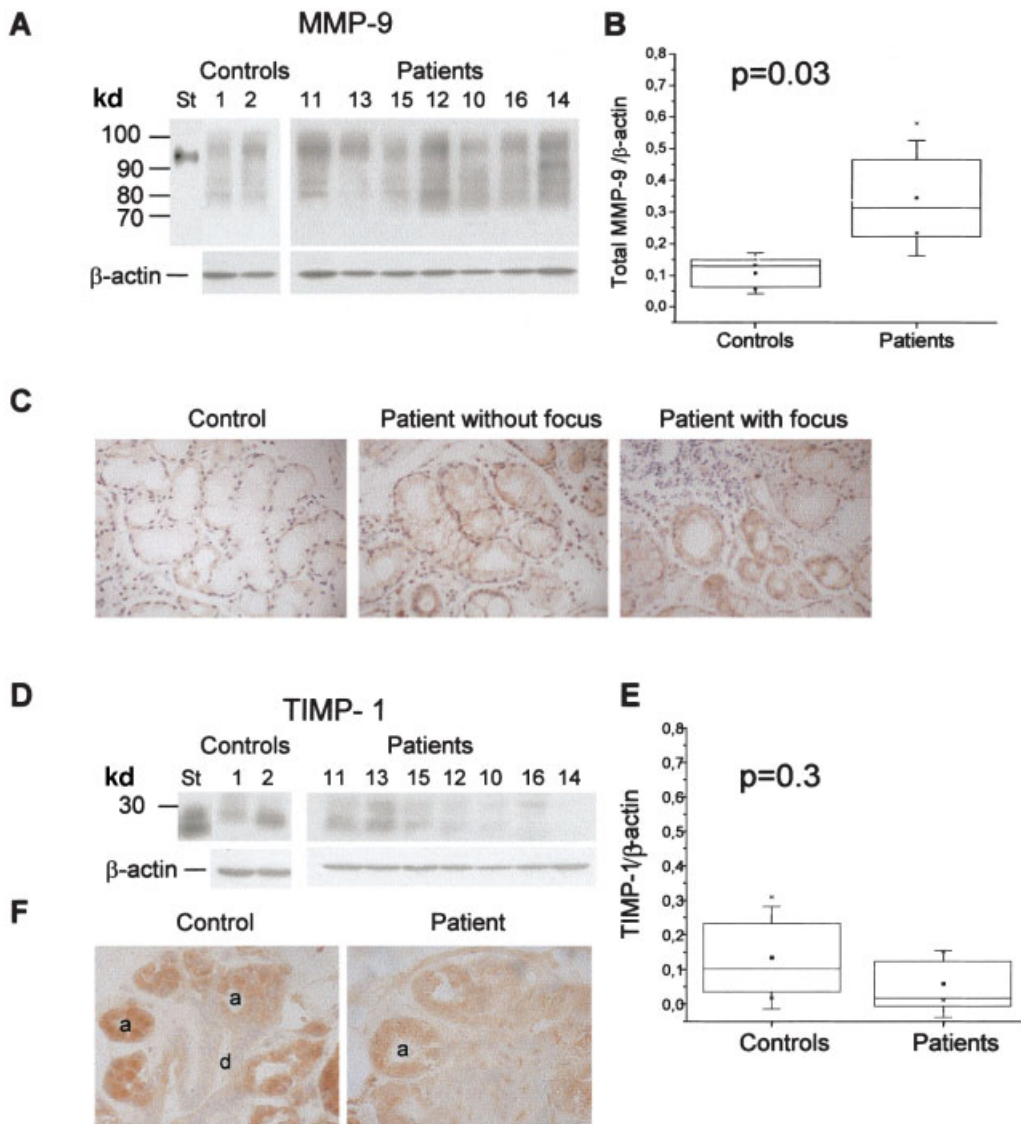 A
MMP-9
Controls Patients
kd St 1 2 11 13 15 12 10 16 14
100
90
80
70
β-actin
B
p=0.03
Total MMP-9/β-actin
0,8
0,7
0,6
0,5
0,4
0,3
0,2
0,1
0,0
Controls Patients
C
Control Patient without focus Patient with focus
D
TIMP- 1
Controls Patients
kd St 1 2 11 13 15 12 10 16 14
30
β-actin
E
p=0.3
TIMP-1/β-actin
0,8
0,7
0,6
0,5
0,4
0,3
0,2
0,1
0,0
Controls Patients
F
Control Patient
a
a
d
a